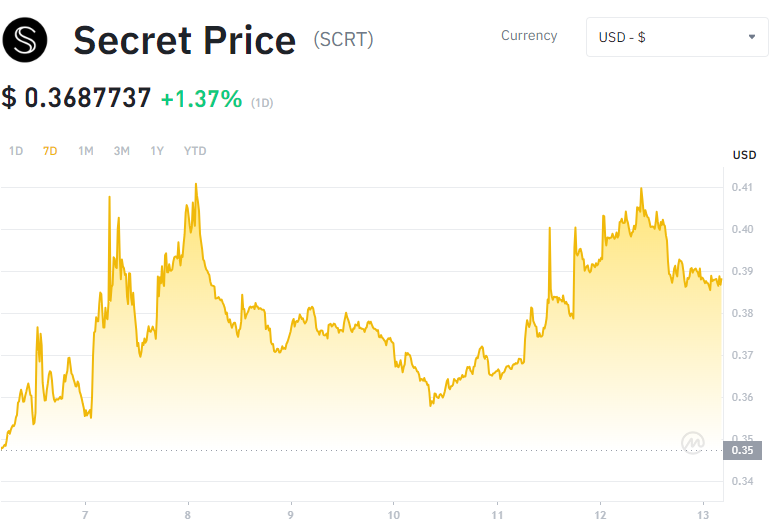 Secret Price (SCRT)
Currency
USD - $
$ 0.3687737 +1.37% (1D)
1D 7D 1M 3M 1Y YTD
USD
0.41
0.40
0.39
0.38
0.37
0.36
0.35
0.35
0.34
7 8 9 10 11 12 13